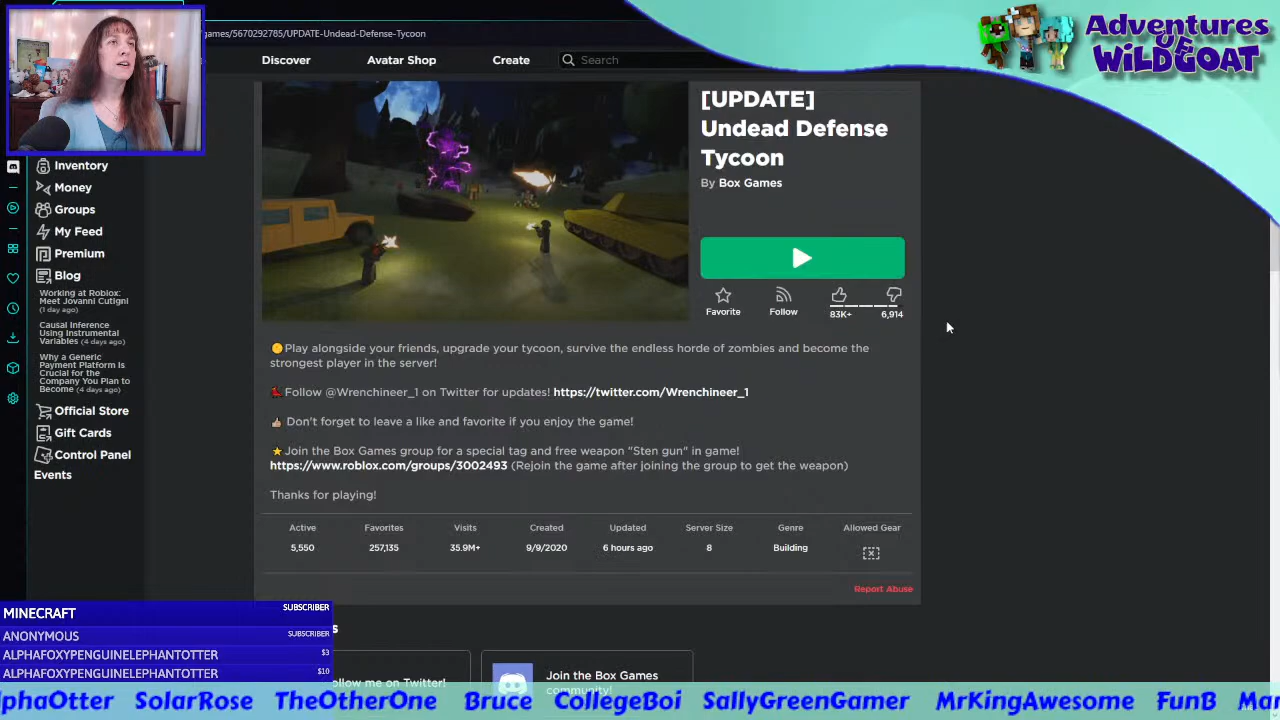 games/5670292785/UPDATE-Undead-Defense-Tycoon
Adventures
OF
WiLDGOAT
Discover
Avatar Shop
Create
Search
Inventory
Money
Groups
My Feed
Premium
Blog
Working at Roblox:
Meet Jovanni Cutigni
(1 day ago)
Causal Inference
Using Instrumental
Variables (4 days ago)
Why a Generic
Payment Platform Is
Crucial for the
Company You Plan to
Become (4 days ago)
Official Store
Gift Cards
Control Panel
Events
[UPDATE]
Undead Defense
Tycoon
By Box Games
Favorite
Follow
83K+
6,914
Play alongside your friends, upgrade your tycoon, survive the endless horde of zombies and become the
strongest player in the server!
Follow @Wrenchineer_1 on Twitter for updates! https://twitter.com/Wrenchineer_1
Don't forget to leave a like and favorite if you enjoy the game!
Join the Box Games group for a special tag and free weapon "Sten gun" in game!
https://www.roblox.com/groups/3002493 (Rejoin the game after joining the group to get the weapon)
Thanks for playing!
Active Favorites Visits Created Updated Server Size Genre Allowed Gear
5,550 257,135 35.9M+ 9/9/2020 6 hours ago 8 Building
Report Abuse
MINECRAFT SUBSCRIBER
ANONYMOUS SUBSCRIBER
ALPHAFOXYPENGUINELEPHANTOTTER $3
ALPHAFOXYPENGUINELEPHANTOTTER $10
ollow me on Twitter!
Join the Box Games
community!
lphaOtter SolarRose TheOtherOne Bruce CollegeBoi SallyGreenGamer MrKingAwesome FunB Ma